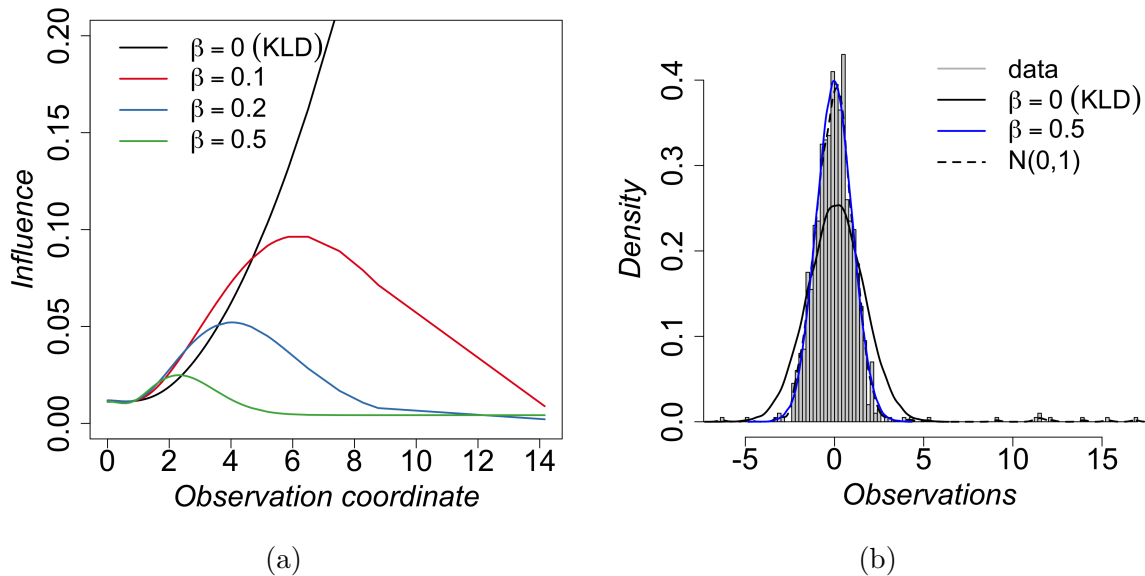 0.20
0.15
0.10
0.05
0.00
Influence
β = 0 (KLD)
β = 0.1
β = 0.2
β = 0.5
0 2 4 6 8 10 12 14
Observation coordinate
(a)
0.4
0.3
0.2
0.1
0.0
Density
data
β = 0 (KLD)
β = 0.5
N(0,1)
-5 0 5 10 15
Observations
(b)